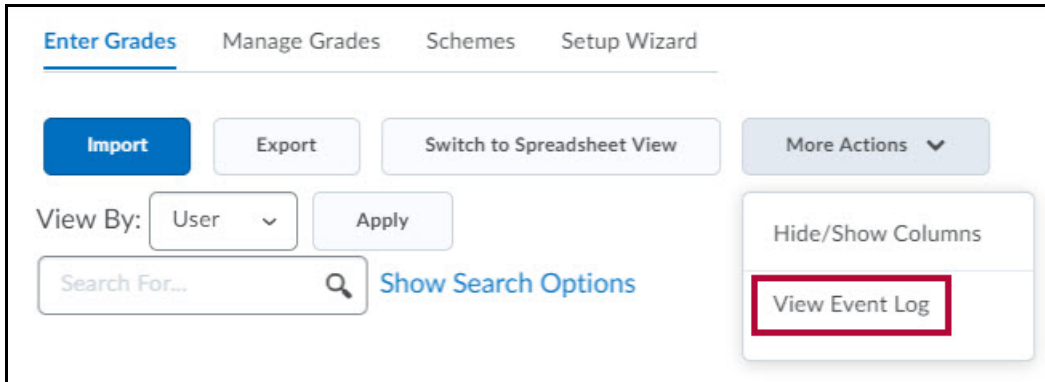 Enter Grades Manage Grades Schemes Setup Wizard
Import Export Switch to Spreadsheet View More Actions
View By: User Apply
Hide/Show Columns
Search For... Show Search Options
View Event Log